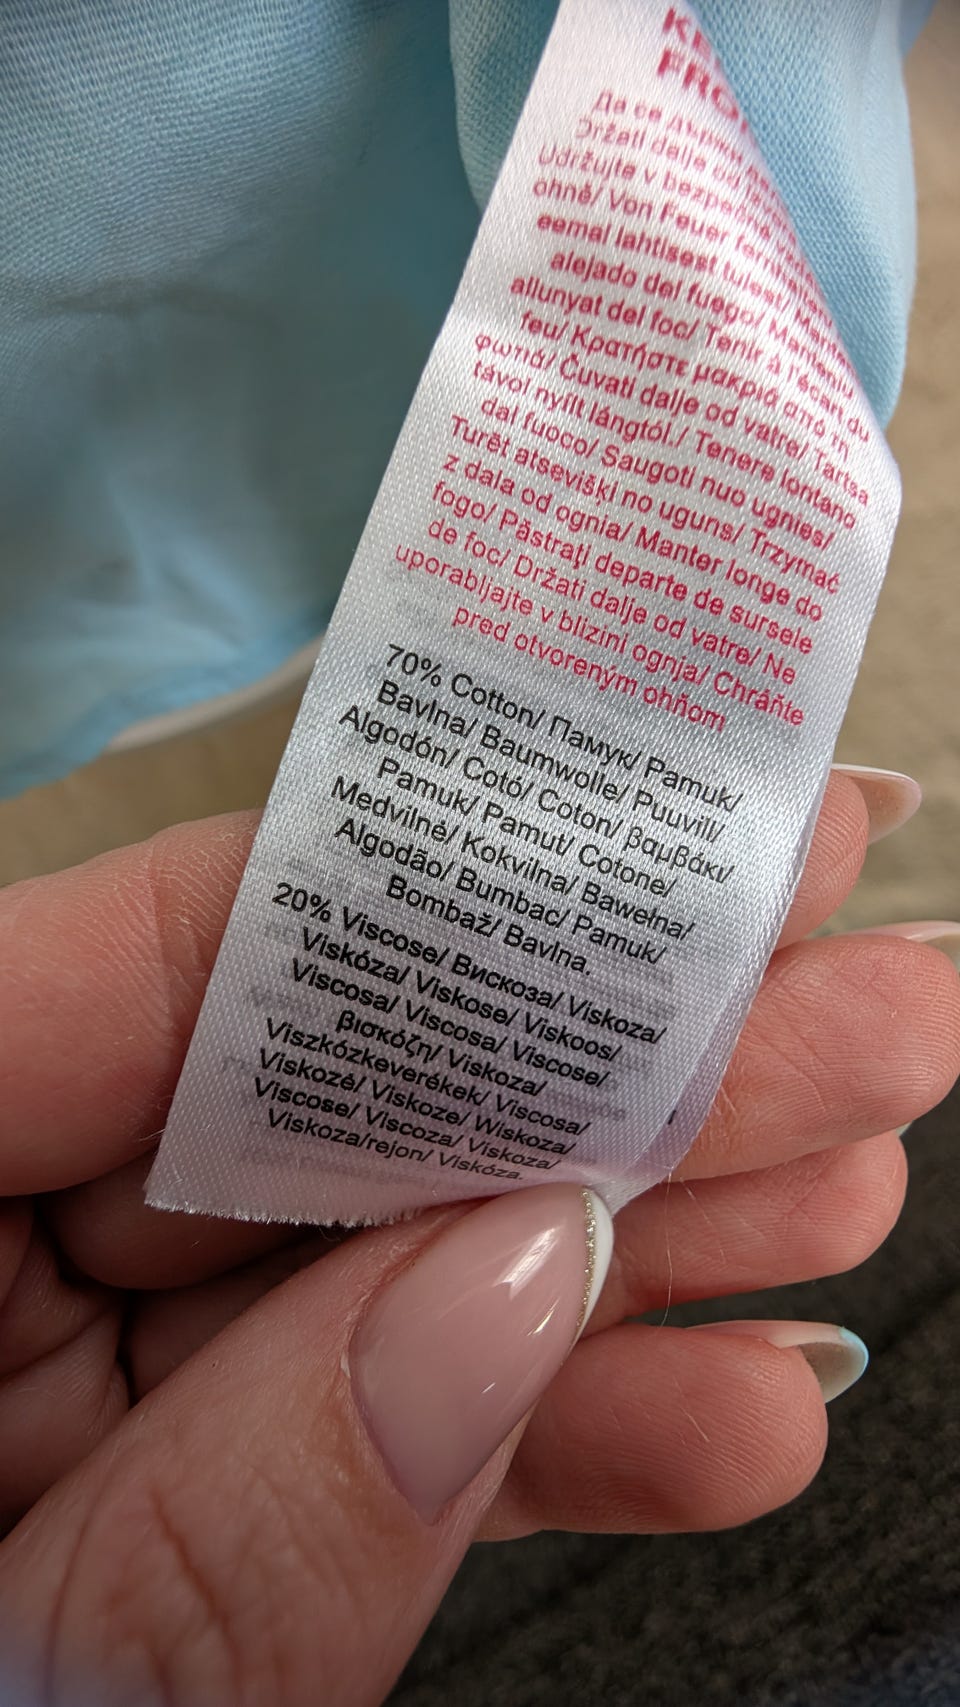 Да се
Držati dalje od
Udržujte v bezpečné
ohně/ Von Feuer
eemal lahtisest tulest/
alejado del fuego/ Manteniu
allunyat del foc/ Tenir à l'écart du
feu/ Κρατήστε μακριά από τη
φωτιά/ Čuvati dalje od vatre/ Tartsa
távol nyílt lángtól./ Tenere lontano
dal fuoco/ Saugoti nuo ugnies/
Turēt atsevišķi no uguns/ Trzymać
z dala od ognia/ Manter longe do
fogo/ Păstrați departe de sursele
de foc/ Držati dalje od vatre/ Ne
uporabljajte v blizini ognja/ Chráňte
pred otvoreným ohňom
70% Cotton/ Памук/ Pamuk/
Bavlna/ Baumwolle/ Puuvill/
Algodón/ Cotó/ Coton/ βαμβάκι/
Pamuk/ Pamut/ Cotone/
Medvilnė/ Kokvilna/ Bawełna/
Algodão/ Bumbac/ Pamuk/
Bombaž/ Bavlna.
20% Viscose/ Вискоза/ Viskoza/
Viskóza/ Viskose/ Viskoos/
Viscosa/ Viscosa/ Viscose/
βισκόζη/ Viskoza/
Viszkózkeverékek/ Viscosa/
Viskozė/ Viskoze/ Wiskoza/
Viscose/ Viscoza/ Viskoza/
Viskoza/rejon/ Viskóza.